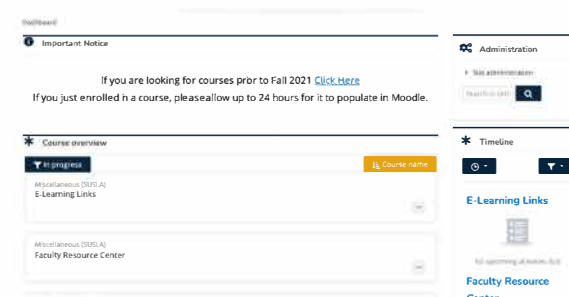 Dashboard
Important Notice
If you are looking for courses prior to Fall 2021 Click Here
If you just enrolled in a course, pleaseallow up to 24 hours for it to populate in Moodle.
Course overview
In progress
Course name
Miscellaneous (SUSLA)
E-Learning Links
Miscellaneous (SUSLA)
Faculty Resource Center
Administration
Site administration
Timeline
E-Learning Links
Faculty Resource
Center